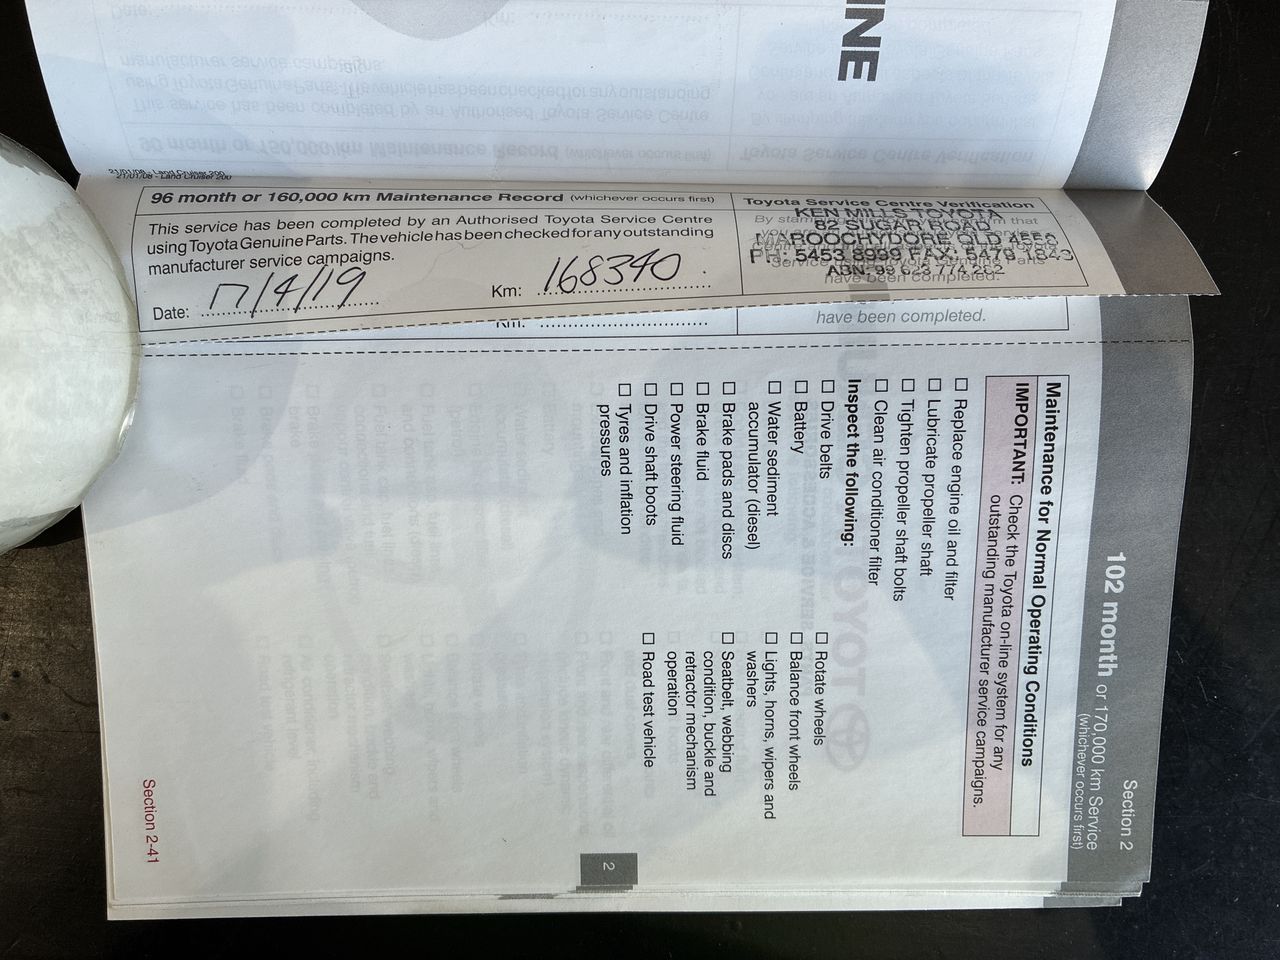 INE
21/01/08 - Land Cruiser 200
96 month or 160,000 km Maintenance Record (whichever occurs first)
This service has been completed by an Authorised Toyota Service Centre
using Toyota Genuine Parts. The vehicle has been checked for any outstanding
manufacturer service campaigns.
Date: 17/4/19
Km: 168340
Toyota Service Centre Verification
KEN MILLS TOYOTA
82 SUGAR ROAD
MAROOCHYDORE QLD 4558
PH: 5453 8999 FAX: 5479 1843
ABN: 99 623 774 262
have been completed.
Km:
have been completed.
Section 2
102 month or 170,000 km Service
(whichever occurs first)
Maintenance for Normal Operating Conditions
IMPORTANT: Check the Toyota on-line system for any
outstanding manufacturer service campaigns.
☐ Replace engine oil and filter
☐ Lubricate propeller shaft
☐ Tighten propeller shaft bolts
☐ Clean air conditioner filter
Inspect the following:
☐ Drive belts
☐ Battery
☐ Water sediment
accumulator (diesel)
☐ Brake pads and discs
☐ Brake fluid
☐ Power steering fluid
☐ Drive shaft boots
☐ Tyres and inflation
pressures
☐ Rotate wheels
☐ Balance front wheels
☐ Lights, horns, wipers and
washers
☐ Seatbelt, webbing
condition, buckle and
retractor mechanism
operation
☐ Road test vehicle
2
Section 2-41